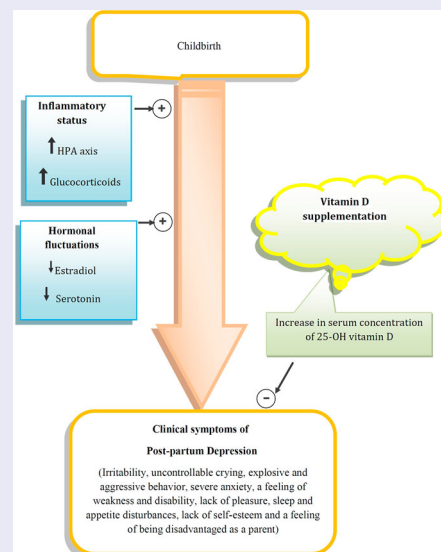 Childbirth
Inflammatory
status
↑ HPA axis
↑ Glucocorticoids
+
Hormonal
fluctuations
↓Estradiol
↓ Serotonin
+
Vitamin D
supplementation
Increase in serum concentration
of 25-OH vitamin D
−
Clinical symptoms of
Post-partum Depression
(Irritability, uncontrollable crying, explosive and
aggressive behavior, severe anxiety, a feeling of
weakness and disability, lack of pleasure, sleep and
appetite disturbances, lack of self-esteem and a feeling
of being disadvantaged as a parent)